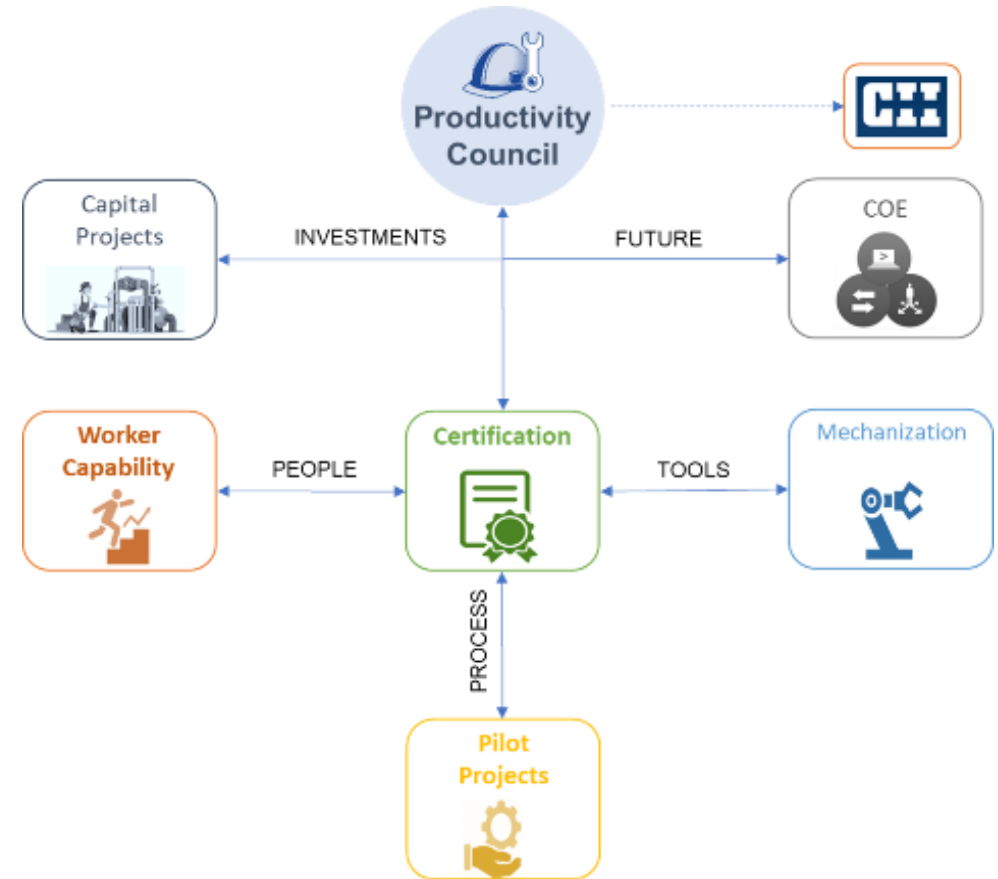 Productivity
Council
CII
Capital
Projects
INVESTMENTS
FUTURE
COE
>
Worker
Capability
PEOPLE
Certification
TOOLS
Mechanization
PROCESS
Pilot
Projects